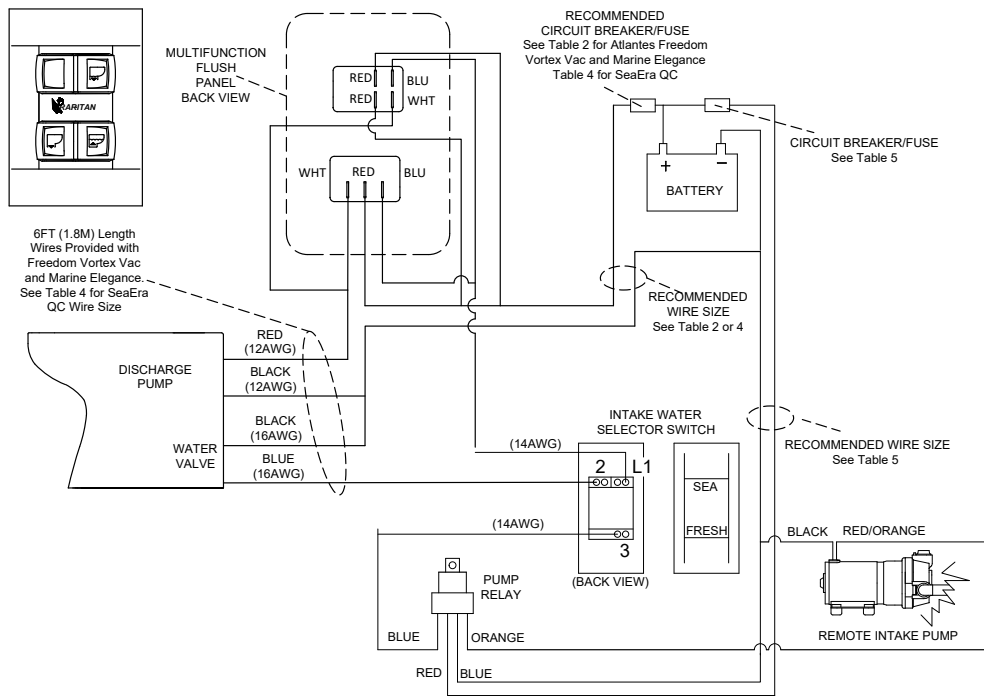 RARITAN
MULTIFUNCTION
FLUSH
PANEL
BACK VIEW
RED
BLU
RED
WHT
WHT
RED
BLU
RECOMMENDED
CIRCUIT BREAKER/FUSE
See Table 2 for Atlantes Freedom
Vortex Vac and Marine Elegance
Table 4 for SeaEra QC
CIRCUIT BREAKER/FUSE
See Table 5
+
−
BATTERY
6FT (1.8M) Length
Wires Provided with
Freedom Vortex Vac
and Marine Elegance.
See Table 4 for SeaEra
QC Wire Size
RECOMMENDED
WIRE SIZE
See Table 2 or 4
DISCHARGE
PUMP
WATER
VALVE
RED
(12AWG)
BLACK
(12AWG)
BLACK
(16AWG)
BLUE
(16AWG)
INTAKE WATER
SELECTOR SWITCH
(14AWG)
2
L1
(14AWG)
3
(BACK VIEW)
SEA
FRESH
RECOMMENDED WIRE SIZE
See Table 5
BLACK
RED/ORANGE
REMOTE INTAKE PUMP
PUMP
RELAY
BLUE
ORANGE
RED
BLUE